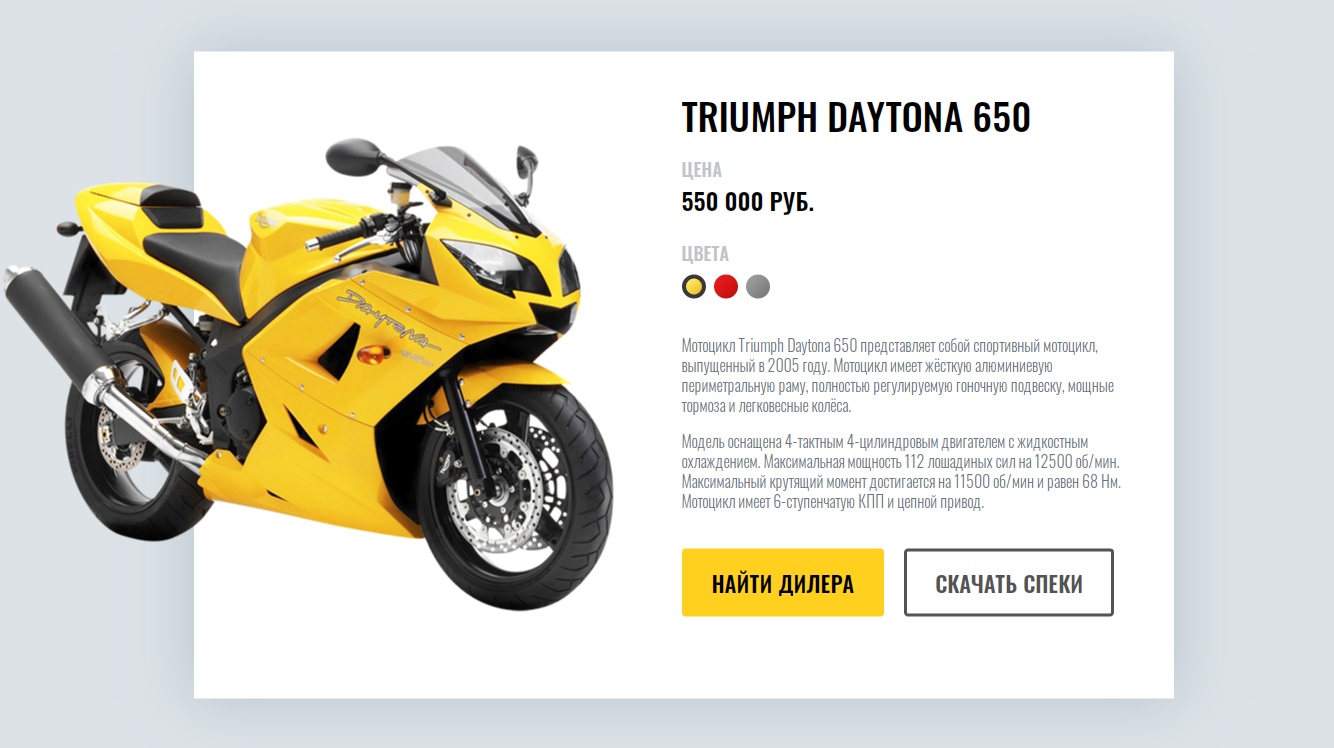 TRIUMPH DAYTONA 650
ЦЕНА
550 000 РУБ.
ЦВЕТА
Мотоцикл Triumph Daytona 650 представляет собой спортивный мотоцикл,
выпущенный в 2005 году. Мотоцикл имеет жёсткую алюминиевую
периметральную раму, полностью регулируемую гоночную подвеску, мощные
тормоза и легковесные колёса.
Модель оснащена 4-тактным 4-цилиндровым двигателем с жидкостным
охлаждением. Максимальная мощность 112 лошадиных сил на 12500 об/мин.
Максимальный крутящий момент достигается на 11500 об/мин и равен 68 Нм.
Мотоцикл имеет 6-ступенчатую КПП и цепной привод.
НАЙТИ ДИЛЕРА
СКАЧАТЬ СПЕКИ
DAYTONA